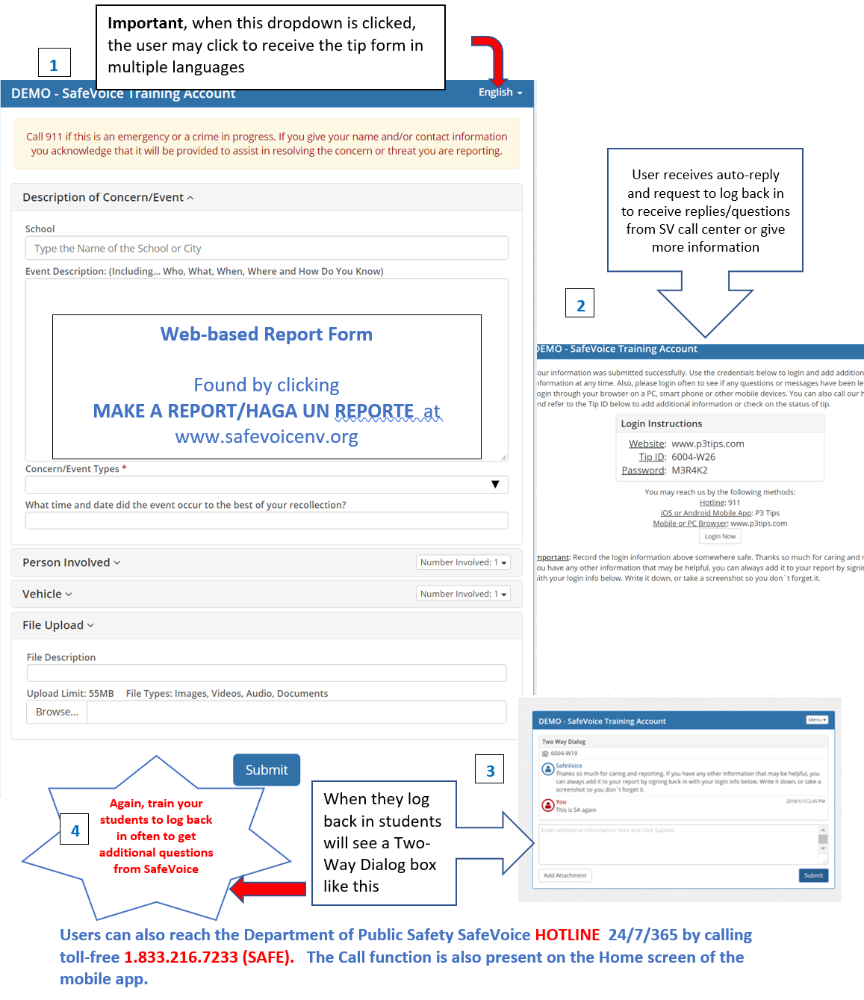 Important, when this dropdown is clicked,
the user may click to receive the tip form in
multiple languages
1
DEMO - SafeVoice Training Account
English
Call 911 if this is an emergency or a crime in progress. If you give your name and/or contact information
you acknowledge that it will be provided to assist in resolving the concern or threat you are reporting.
Description of Concern/Event
School
Type the Name of the School or City
Event Description: (Including... Who, What, When, Where and How Do You Know)
Web-based Report Form
Found by clicking
MAKE A REPORT/HAGA UN REPORTE at
www.safevoicenv.org
Concern/Event Types *
What time and date did the event occur to the best of your recollection?
Person Involved
Number Involved: 1
Vehicle
Number Involved: 1
File Upload
File Description
Upload Limit: 55MB File Types: Images, Videos, Audio, Documents
Browse...
Submit
User receives auto-reply
and request to log back in
to receive replies/questions
from SV call center or give
more information
2
DEMO - SafeVoice Training Account
our information was submitted successfully. Use the credentials below to login and add addition
nformation at any time. Also, please login often to see if any questions or messages have been le
ogin through your browser on a PC, smart phone or other mobile devices. You can also call our h
nd refer to the Tip ID below to add additional information or check on the status of tip.
Login Instructions
Website: www.p3tips.com
Tip ID: 6004-W26
Password: M3R4K2
You may reach us by the following methods:
Hotline: 911
iOS or Android Mobile App: P3 Tips
Mobile or PC Browser: www.p3tips.com
Login Now
mportant: Record the login information above somewhere safe. Thanks so much for caring and r
ou have any other information that may be helpful, you can always add it to your report by signi
with your login info below. Write it down, or take a screenshot so you don`t forget it.
3
When they log
back in students
will see a Two-
Way Dialog box
like this
DEMO - SafeVoice Training Account
Menu
Two Way Dialog
ID: 6004-W19
SafeVoice
Thanks so much for caring and reporting. If you have any other information that may be helpful, you
can always add it to your report by signing back in with your login info below. Write it down, or take a
screenshot so you don`t forget it.
You
2018/1/15 2:45 PM
This is SA again
Enter additional information here and click Submit.
Add Attachment
Submit
4
Again, train your
students to log back
in often to get
additional questions
from SafeVoice
Users can also reach the Department of Public Safety SafeVoice HOTLINE 24/7/365 by calling
toll-free 1.833.216.7233 (SAFE). The Call function is also present on the Home screen of the
mobile app.